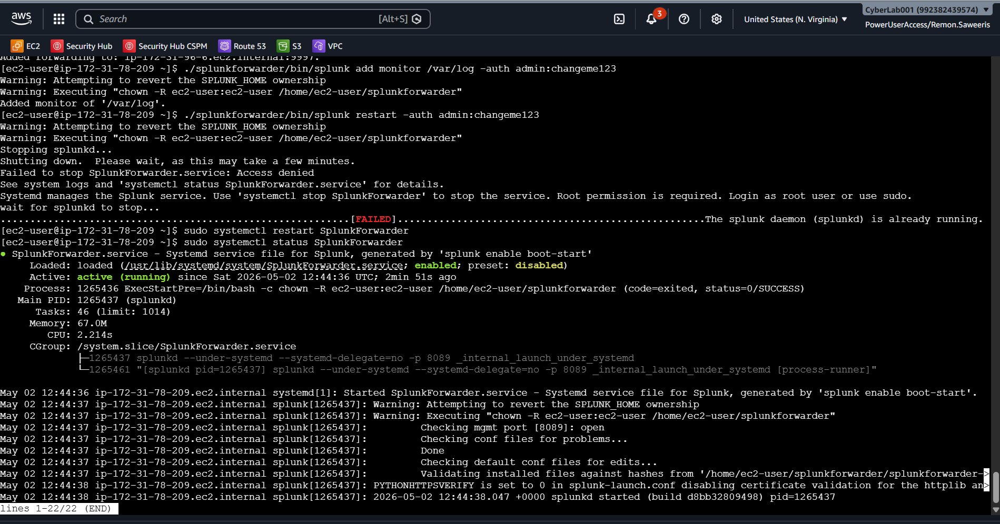 aws
Search [Alt+S]
3
United States (N. Virginia) ▼
CyberLab001 (992382439574) ▼
PowerUserAccess/Remon.Saweeris
EC2 Security Hub Security Hub CSPM Route 53 S3 VPC
Added forwarding to: ip-172-31-96-6.ec2.internal:9997.
[ec2-user@ip-172-31-78-209 ~]$ ./splunkforwarder/bin/splunk add monitor /var/log -auth admin:changeme123
Warning: Attempting to revert the SPLUNK_HOME ownership
Warning: Executing "chown -R ec2-user:ec2-user /home/ec2-user/splunkforwarder"
Added monitor of '/var/log'.
[ec2-user@ip-172-31-78-209 ~]$ ./splunkforwarder/bin/splunk restart -auth admin:changeme123
Warning: Attempting to revert the SPLUNK_HOME ownership
Warning: Executing "chown -R ec2-user:ec2-user /home/ec2-user/splunkforwarder"
Stopping splunkd...
Shutting down.  Please wait, as this may take a few minutes.
Failed to stop SplunkForwarder.service: Access denied
See system logs and 'systemctl status SplunkForwarder.service' for details.
Systemd manages the Splunk service. Use 'systemctl stop SplunkForwarder' to stop the service. Root permission is required. Login as root user or use sudo.
wait for splunkd to stop...
...........................................................[FAILED]....................................................The splunk daemon (splunkd) is already running.
[ec2-user@ip-172-31-78-209 ~]$ sudo systemctl restart SplunkForwarder
[ec2-user@ip-172-31-78-209 ~]$ sudo systemctl status SplunkForwarder
● SplunkForwarder.service - Systemd service file for Splunk, generated by 'splunk enable boot-start'
Loaded: loaded (/usr/lib/systemd/system/SplunkForwarder.service; enabled; preset: disabled)
Active: active (running) since Sat 2026-05-02 12:44:36 UTC; 2min 51s ago
Process: 1265436 ExecStartPre=/bin/bash -c chown -R ec2-user:ec2-user /home/ec2-user/splunkforwarder (code=exited, status=0/SUCCESS)
Main PID: 1265437 (splunkd)
Tasks: 46 (limit: 1014)
Memory: 67.0M
CPU: 2.214s
CGroup: /system.slice/SplunkForwarder.service
├─1265437 splunkd --under-systemd --systemd-delegate=no -p 8089 _internal_launch_under_systemd
└─1265461 "[splunkd pid=1265437] splunkd --under-systemd --systemd-delegate=no -p 8089 _internal_launch_under_systemd [process-runner]"
May 02 12:44:36 ip-172-31-78-209.ec2.internal systemd[1]: Started SplunkForwarder.service - Systemd service file for Splunk, generated by 'splunk enable boot-start'.
May 02 12:44:37 ip-172-31-78-209.ec2.internal splunk[1265437]: Warning: Attempting to revert the SPLUNK_HOME ownership
May 02 12:44:37 ip-172-31-78-209.ec2.internal splunk[1265437]: Warning: Executing "chown -R ec2-user:ec2-user /home/ec2-user/splunkforwarder"
May 02 12:44:37 ip-172-31-78-209.ec2.internal splunk[1265437]:         Checking mgmt port [8089]: open
May 02 12:44:37 ip-172-31-78-209.ec2.internal splunk[1265437]:         Checking conf files for problems...
May 02 12:44:37 ip-172-31-78-209.ec2.internal splunk[1265437]:         Done
May 02 12:44:37 ip-172-31-78-209.ec2.internal splunk[1265437]:         Checking default conf files for edits...
May 02 12:44:37 ip-172-31-78-209.ec2.internal splunk[1265437]:         Validating installed files against hashes from '/home/ec2-user/splunkforwarder/splunkforwarder->
May 02 12:44:38 ip-172-31-78-209.ec2.internal splunk[1265437]: PYTHONHTTPSVERIFY is set to 0 in splunk-launch.conf disabling certificate validation for the httplib an>
May 02 12:44:38 ip-172-31-78-209.ec2.internal splunk[1265437]: 2026-05-02 12:44:38.047 +0000 splunkd started (build d8bb32809498) pid=1265437
lines 1-22/22 (END)